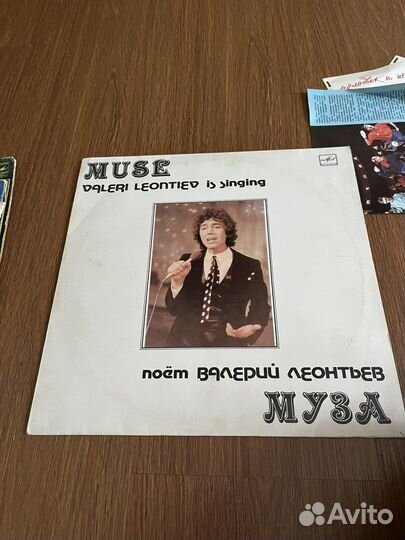 MUSE
VALERI LEONTIEV is singing
поёт ВАЛЕРИЙ ЛЕОНТЬЕВ
МУЗА
Avito